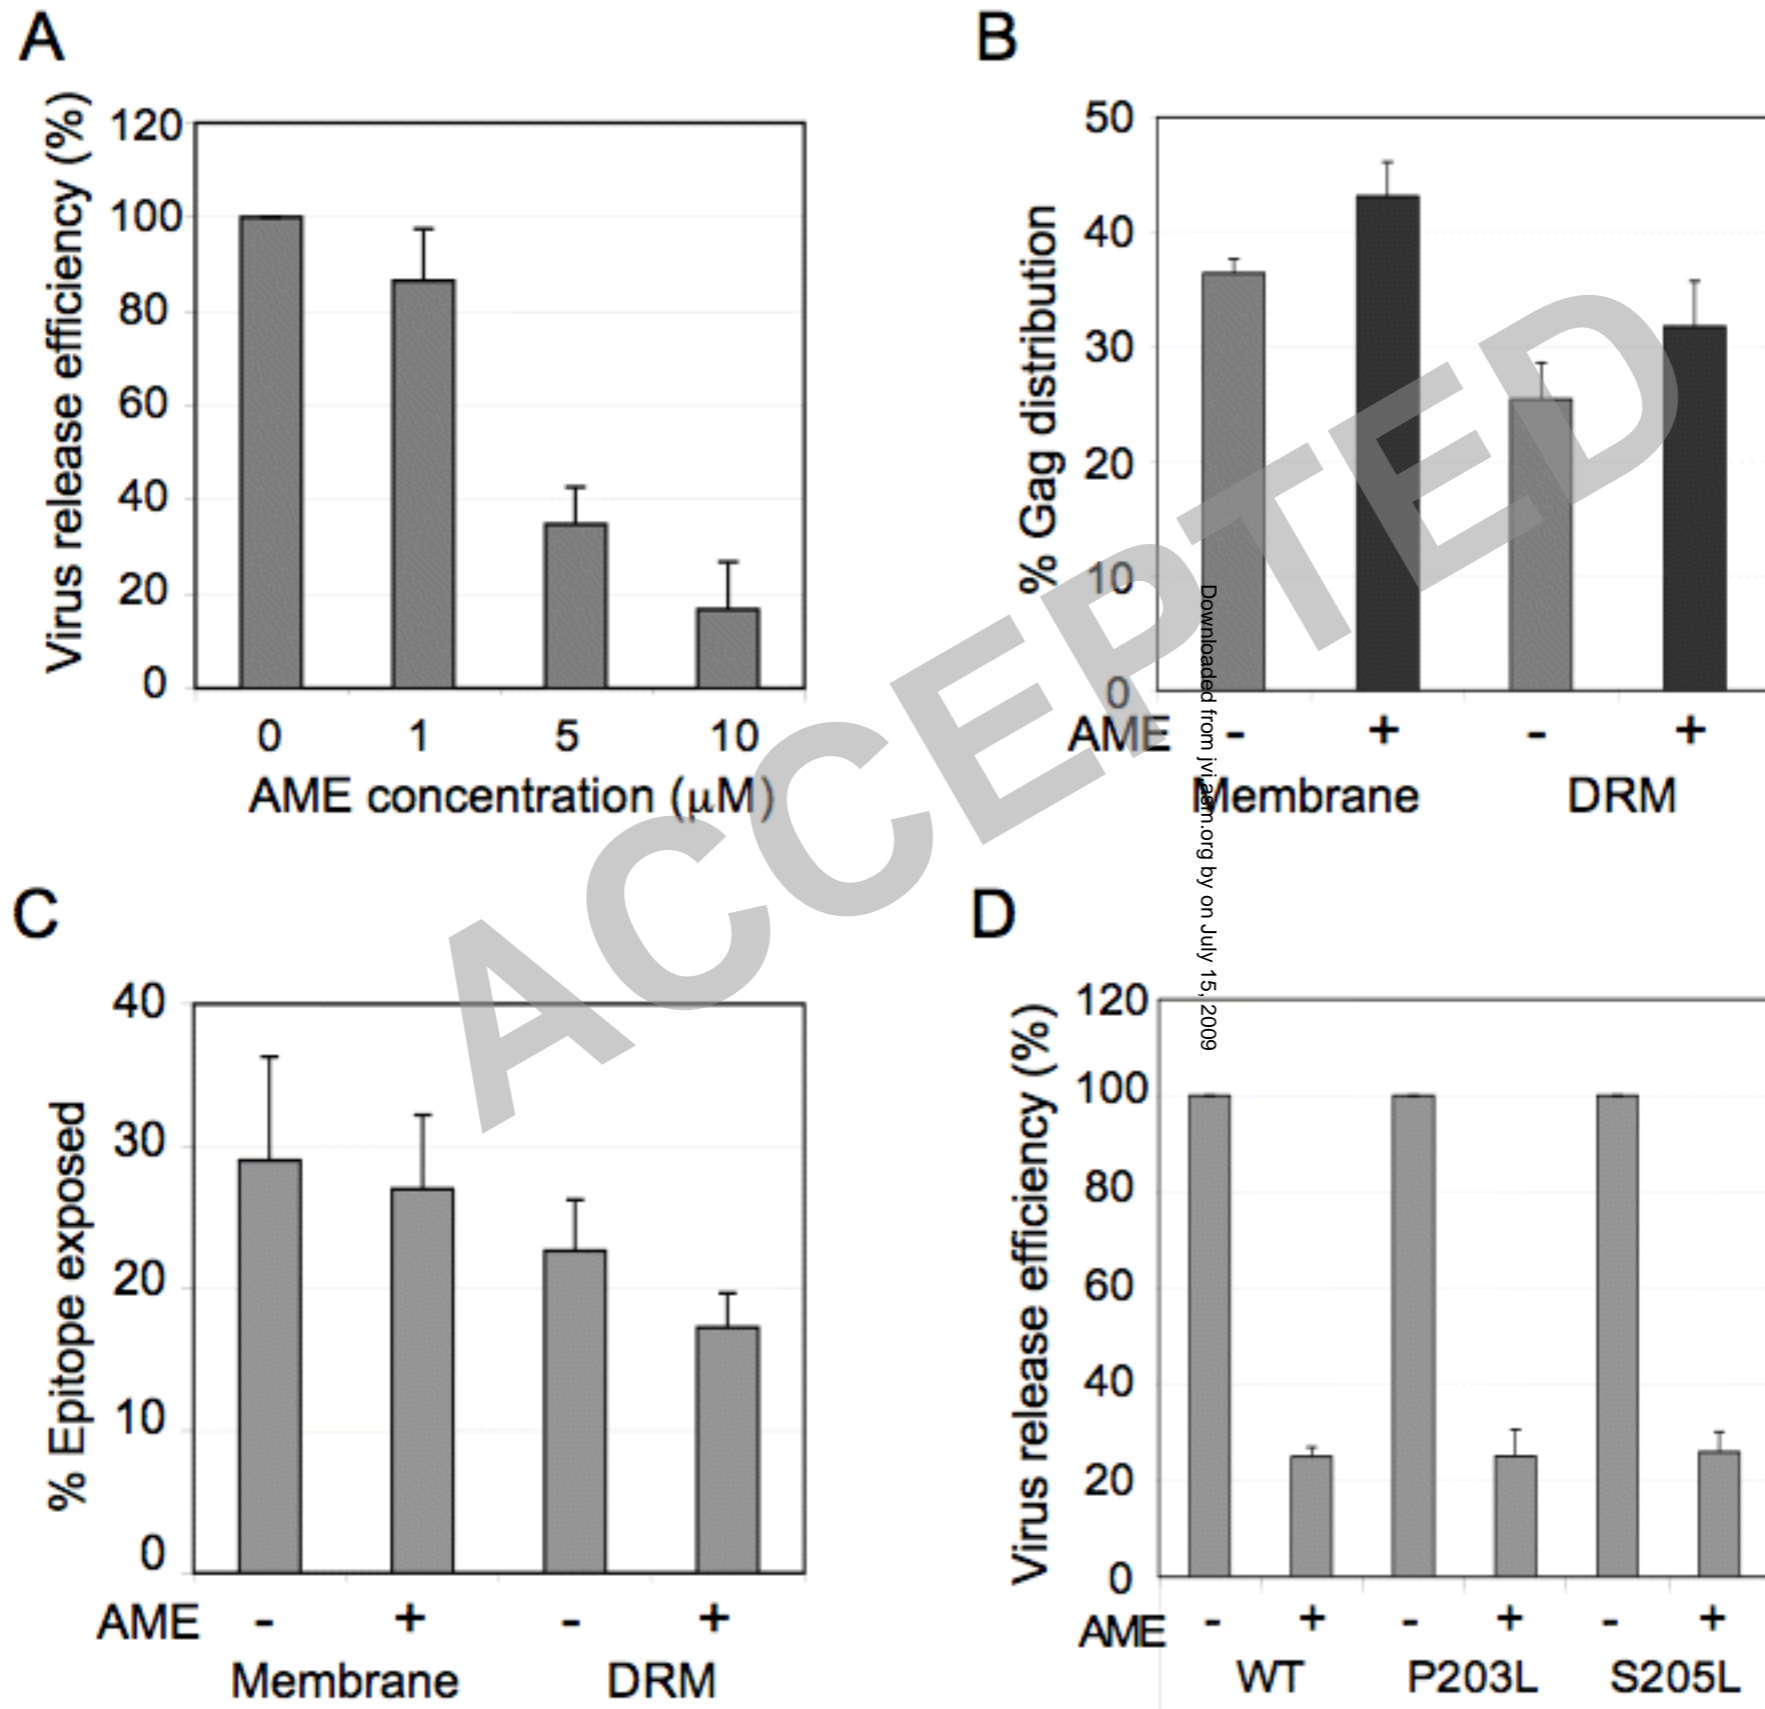 A
Virus release efficiency (%)
120
100
80
60
40
20
0
0 1 5 10
AME concentration (μM)
B
% Gag distribution
50
40
30
20
10
0
AME - + - +
Membrane DRM
C
% Epitope exposed
40
30
20
10
0
AME - + - +
Membrane DRM
D
Virus release efficiency (%)
120
100
80
60
40
20
0
AME - + - + - +
WT P203L S205L
ACCEPTED
Downloaded from jvi.asm.org by on July 15, 2009